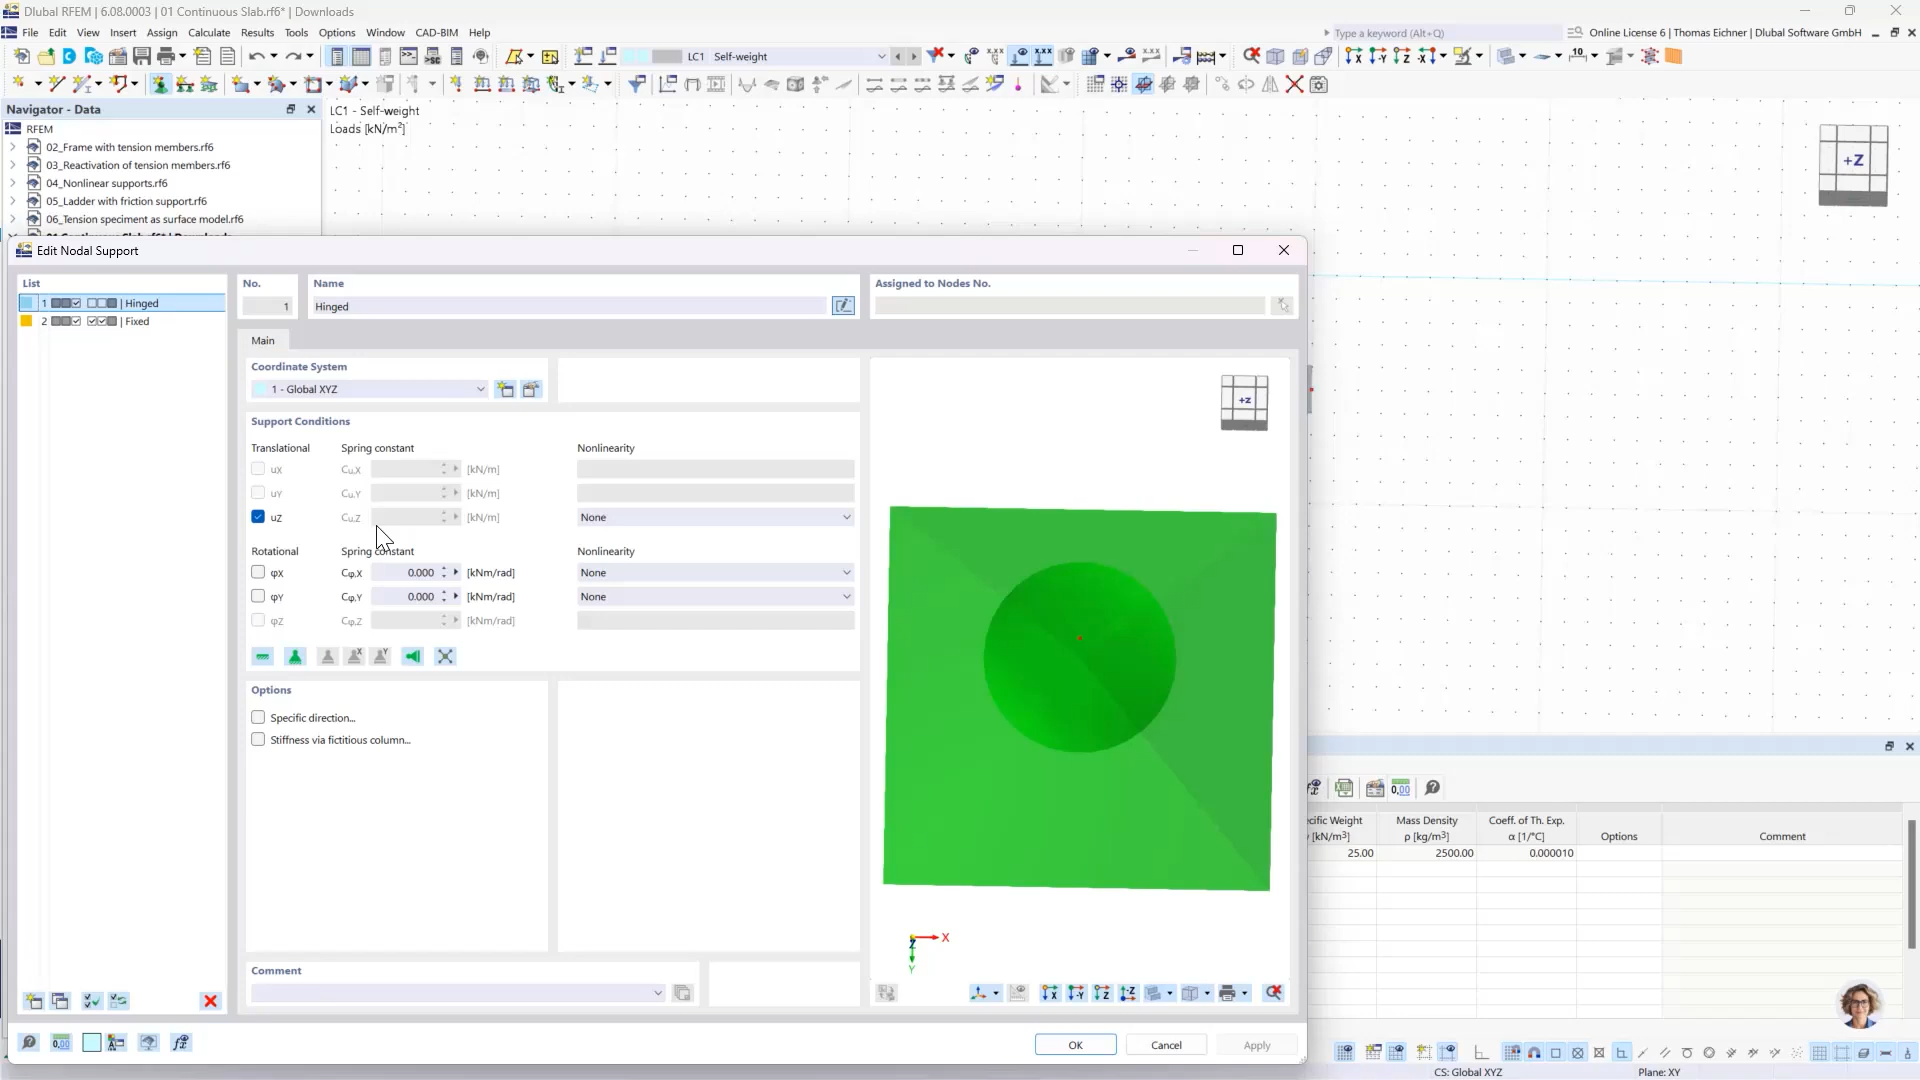 Dlubal RFEM | 6.08.0003 | 01 Continuous Slab.rf6* | Downloads
File Edit View Insert Assign Calculate Results Tools Options Window CAD-BIM Help
Type a keyword (Alt+Q)
Online License 6 | Thomas Eichner | Dlubal Software GmbH
LC1 Self-weight
Navigator - Data
RFEM
02_Frame with tension members.rf6
03_Reactivation of tension members.rf6
04_Nonlinear supports.rf6
05_Ladder with friction support.rf6
06_Tension speciment as surface model.rf6
LC1 - Self-weight
Loads [kN/m²]
+Z
Edit Nodal Support
List
1 | Hinged
2 | Fixed
No.
1
Name
Hinged
Assigned to Nodes No.
Main
Coordinate System
1 - Global XYZ
Support Conditions
Translational Spring constant Nonlinearity
uX Cu,X [kN/m]
uY Cu,Y [kN/m]
uZ Cu,Z [kN/m] None
Rotational Spring constant Nonlinearity
φX Cφ,X 0.000 [kNm/rad] None
φY Cφ,Y 0.000 [kNm/rad] None
φZ Cφ,Z [kNm/rad]
X Y
Options
Specific direction...
Stiffness via fictitious column...
Comment
+Z
X
Z
Y
OK Cancel Apply
Weight Mass Density Coeff. of Th. Exp.
[kN/m³] ρ [kg/m³] α [1/°C] Options Comment
25.00 2500.00 0.000010
CS: Global XYZ Plane: XY